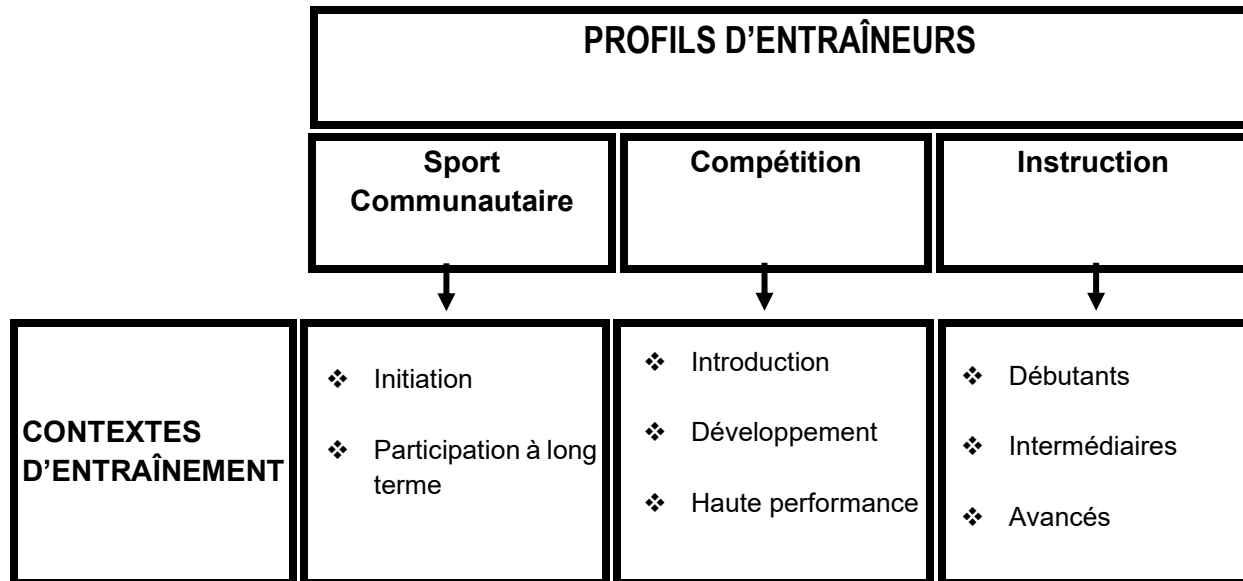 PROFILS D’ENTRAÎNEURS
Sport
Communautaire
Compétition
Instruction
CONTEXTES
D’ENTRAÎNEMENT
❖ Initiation
❖ Participation à long
terme
❖ Introduction
❖ Développement
❖ Haute performance
❖ Débutants
❖ Intermédiaires
❖ Avancés